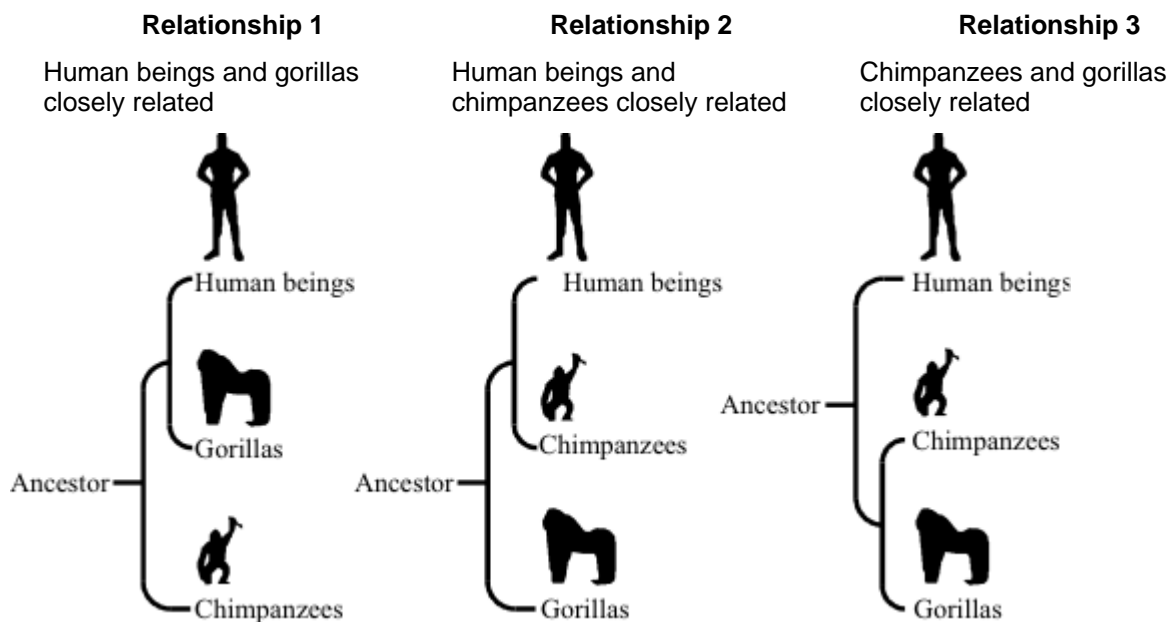 Relationship 1
Human beings and gorillas
closely related
Human beings
Gorillas
Ancestor
Chimpanzees
Relationship 2
Human beings and
chimpanzees closely related
Human beings
Chimpanzees
Ancestor
Gorillas
Relationship 3
Chimpanzees and gorillas
closely related
Human beings
Ancestor
Chimpanzees
Gorillas